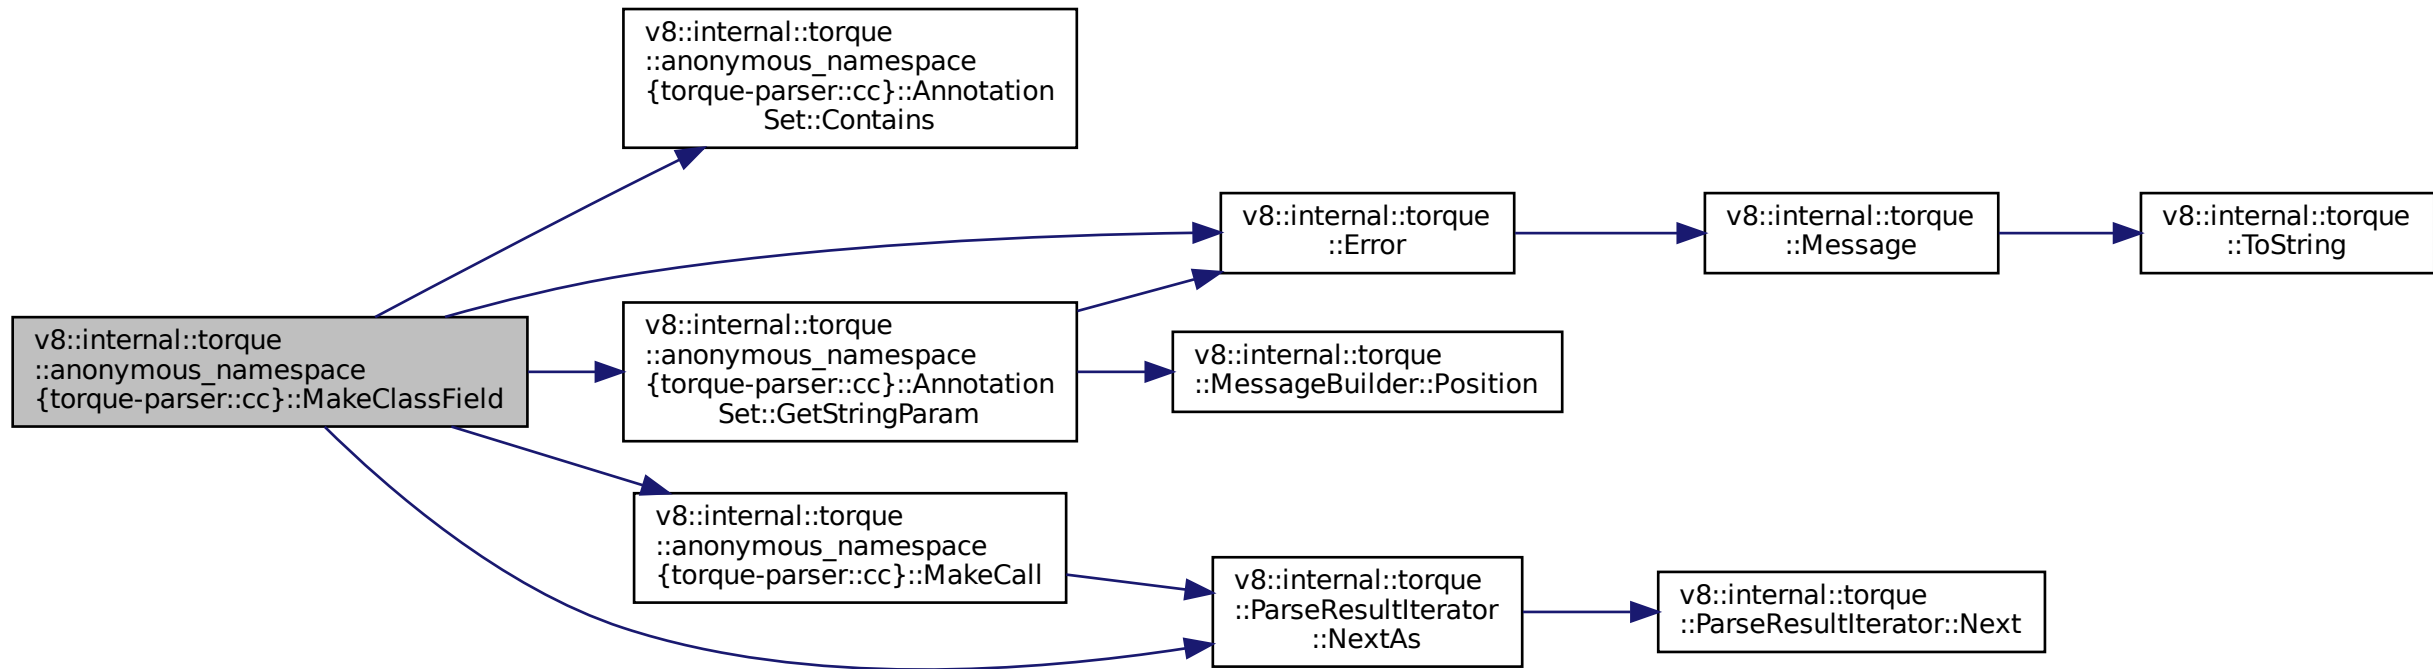 v8::internal::torque
::anonymous_namespace
{torque-parser::cc}::MakeClassField
v8::internal::torque
::anonymous_namespace
{torque-parser::cc}::Annotation
Set::Contains
v8::internal::torque
::Error
v8::internal::torque
::Message
v8::internal::torque
::ToString
v8::internal::torque
::anonymous_namespace
{torque-parser::cc}::Annotation
Set::GetStringParam
v8::internal::torque
::MessageBuilder::Position
v8::internal::torque
::anonymous_namespace
{torque-parser::cc}::MakeCall
v8::internal::torque
::ParseResultIterator
::NextAs
v8::internal::torque
::ParseResultIterator::Next